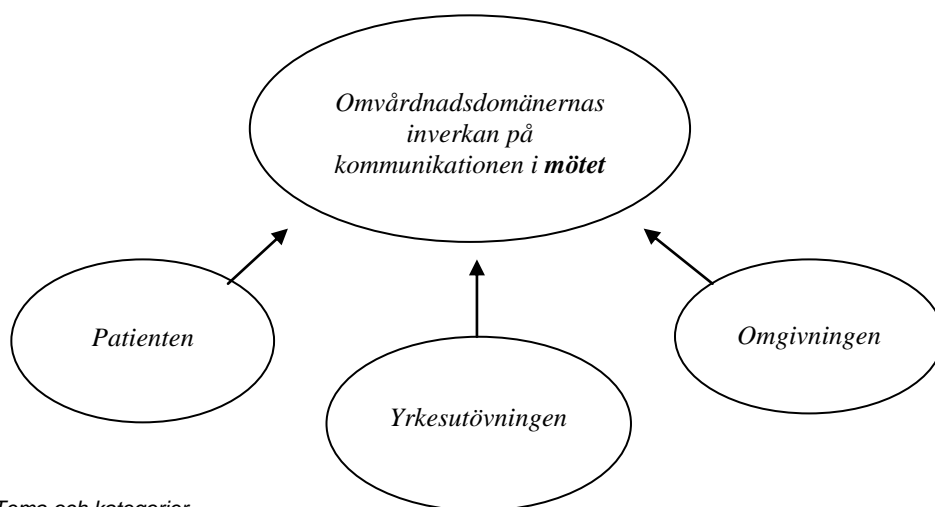 Omvårdnadsdomänernas
inverkan på
kommunikationen i mötet
Patienten
Omgivningen
Yrkesutövningen
Tema och kategorier